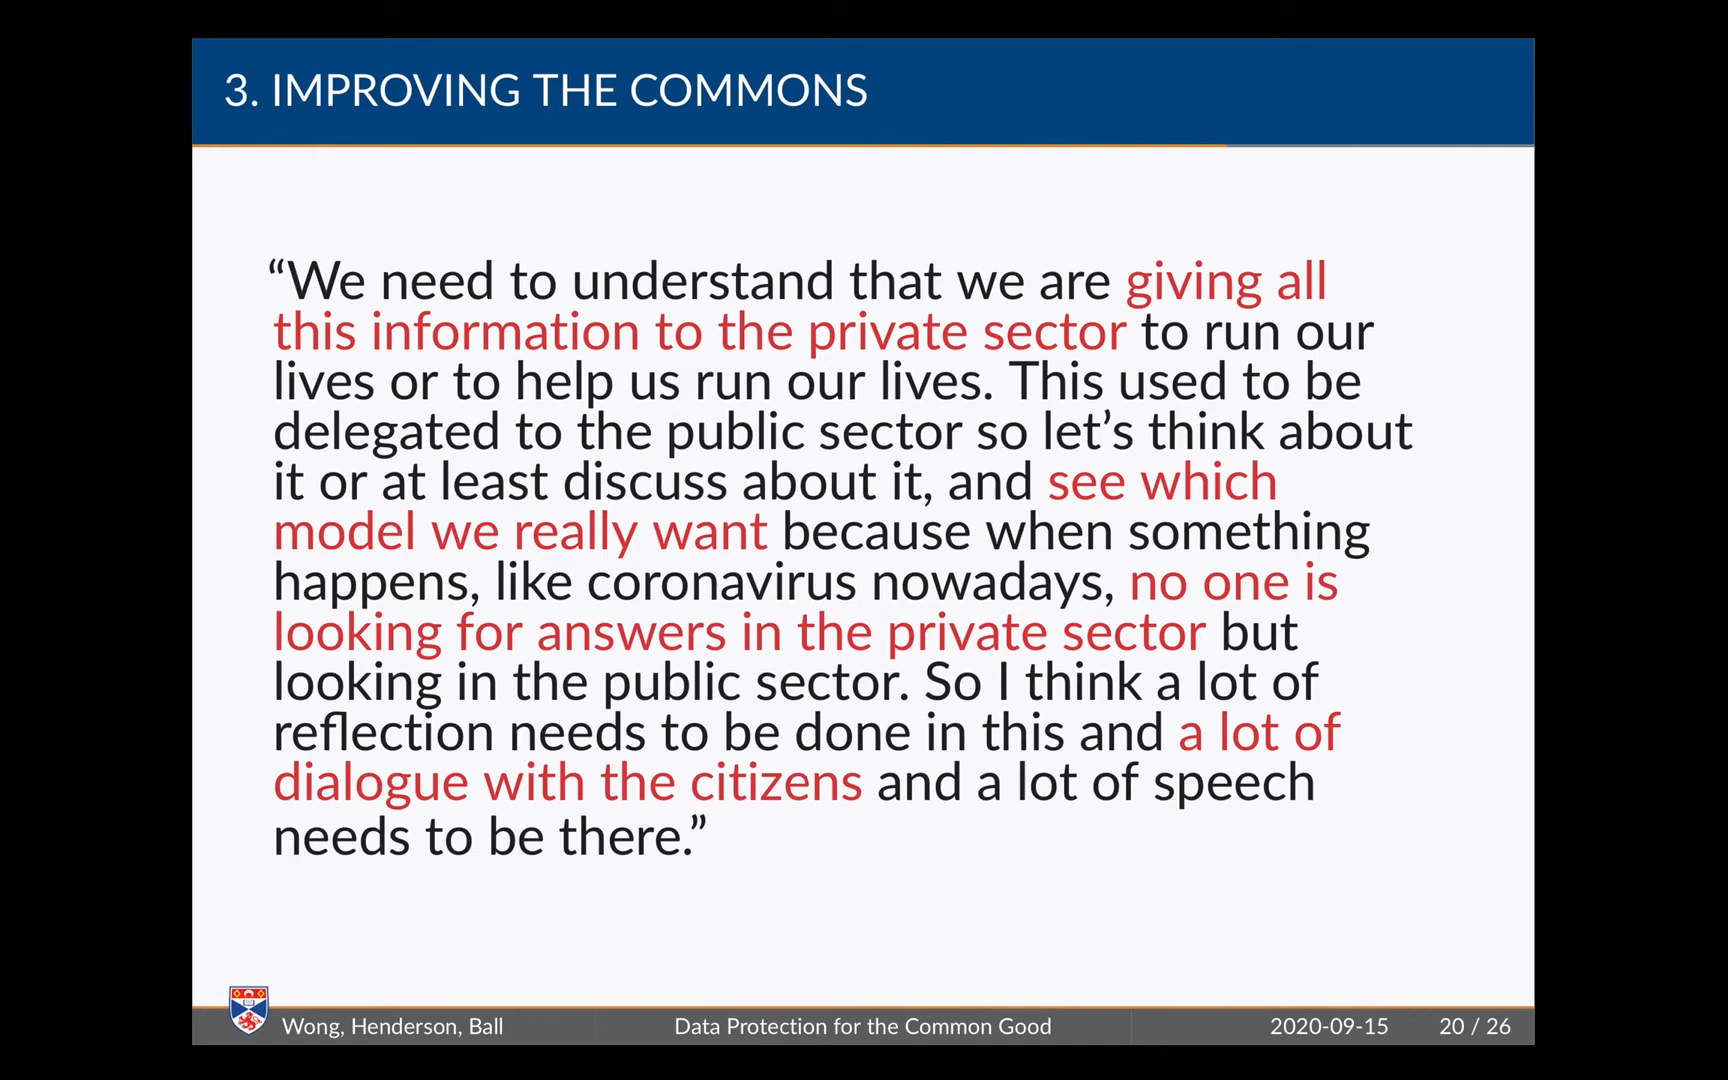 3. IMPROVING THE COMMONS
“We need to understand that we are giving all
this information to the private sector to run our
lives or to help us run our lives. This used to be
delegated to the public sector so let’s think about
it or at least discuss about it, and see which
model we really want because when something
happens, like coronavirus nowadays, no one is
looking for answers in the private sector but
looking in the public sector. So I think a lot of
reflection needs to be done in this and a lot of
dialogue with the citizens and a lot of speech
needs to be there.”
Wong, Henderson, Ball Data Protection for the Common Good 2020-09-15 20 / 26